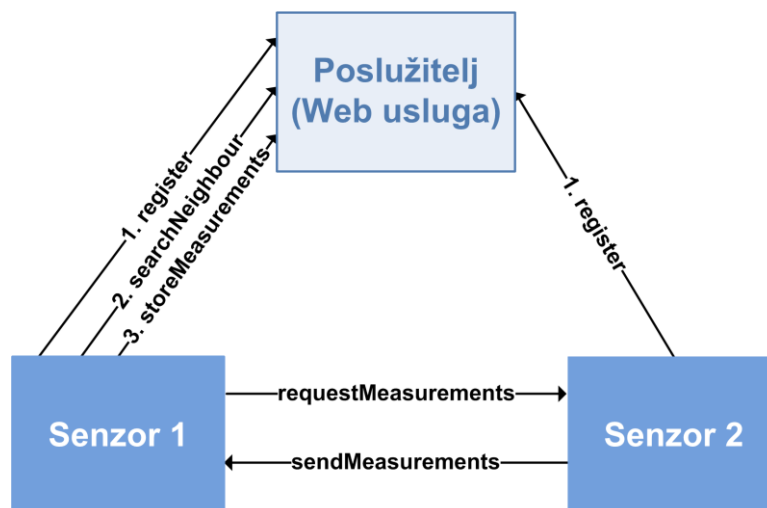 Poslužitelj
(Web usluga)
1. register
2. searchNeighbour
3. storeMeasurements
1. register
requestMeasurements
Senzor 1
Senzor 2
sendMeasurements